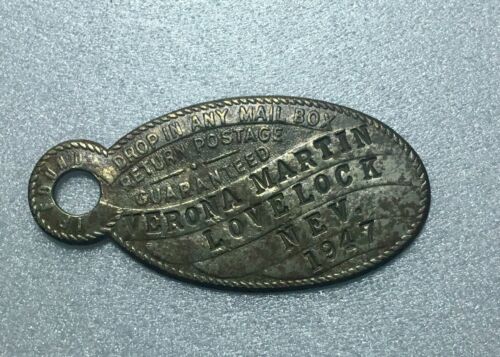 DROP IN ANY MAIL BOX
RETURN POSTAGE
GUARANTEED
VERONA MARTIN
LOVELOCK
NEV.
1947